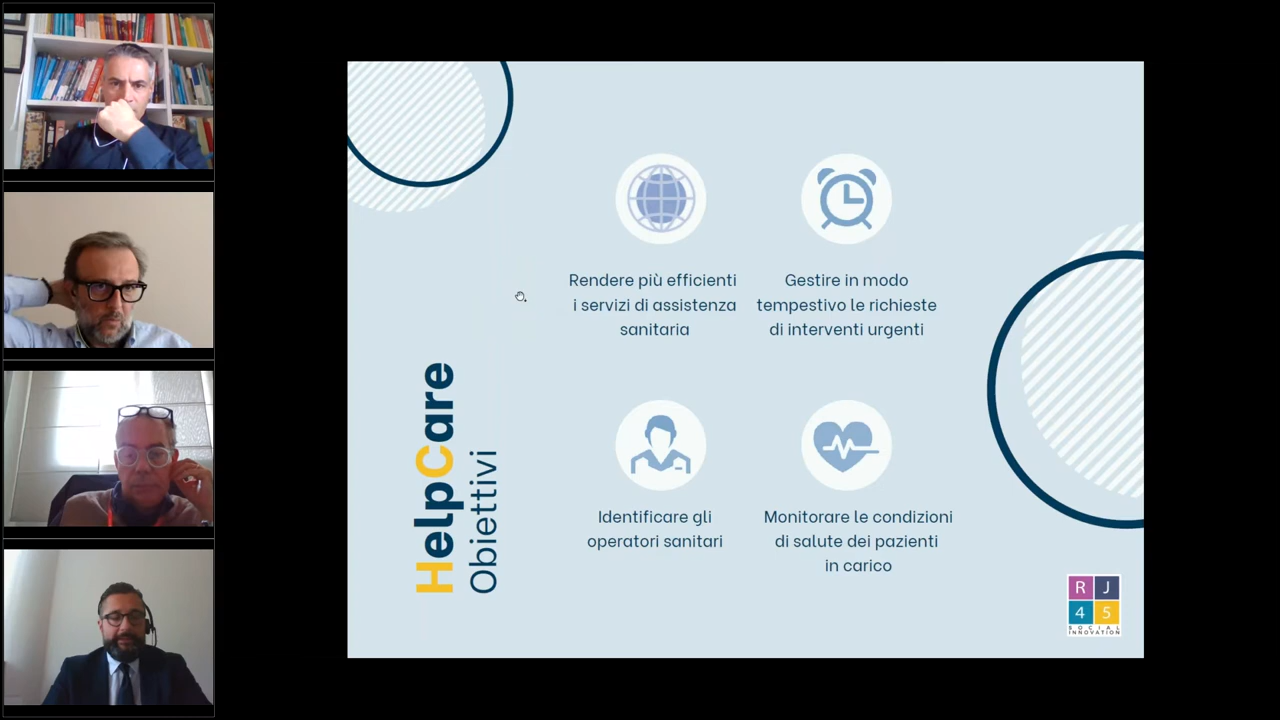 HelpCare
Obiettivi
Rendere più efficienti
i servizi di assistenza
sanitaria
Gestire in modo
tempestivo le richieste
di interventi urgenti
Identificare gli
operatori sanitari
Monitorare le condizioni
di salute dei pazienti
in carico
R J
4 5
SOCIAL
INNOVATION